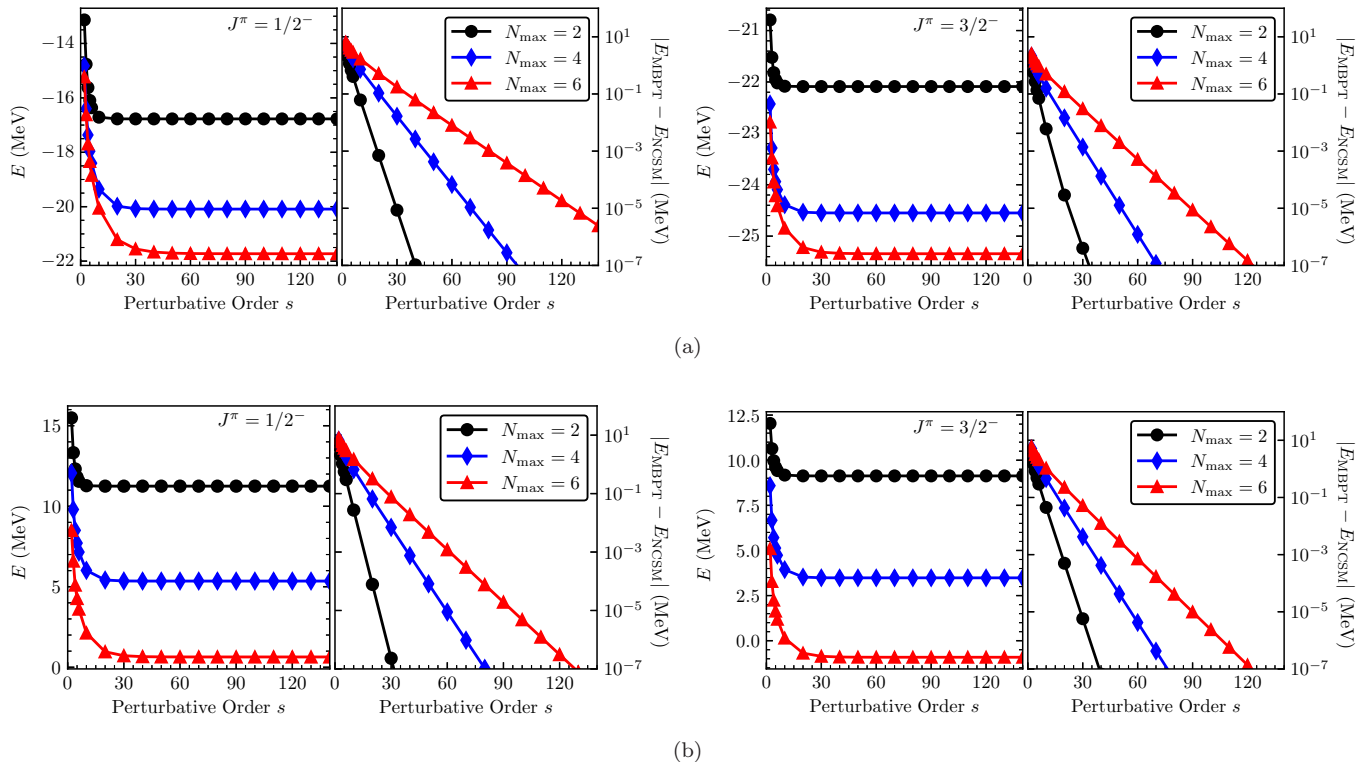 J^π = 1/2^−
N_max = 2
N_max = 4
N_max = 6
E (MeV)
−14
−16
−18
−20
−22
0 30 60 90 120
0 30 60 90 120
Perturbative Order s
Perturbative Order s
10^1
10^−1
10^−3
10^−5
10^−7
|E_MBPT − E_NCSM| (MeV)
J^π = 3/2^−
N_max = 2
N_max = 4
N_max = 6
E (MeV)
−21
−22
−23
−24
−25
0 30 60 90 120
0 30 60 90 120
Perturbative Order s
Perturbative Order s
10^1
10^−1
10^−3
10^−5
10^−7
|E_MBPT − E_NCSM| (MeV)
(a)
J^π = 1/2^−
N_max = 2
N_max = 4
N_max = 6
E (MeV)
15
10
5
0
0 30 60 90 120
0 30 60 90 120
Perturbative Order s
Perturbative Order s
10^1
10^−1
10^−3
10^−5
10^−7
|E_MBPT − E_NCSM| (MeV)
J^π = 3/2^−
N_max = 2
N_max = 4
N_max = 6
E (MeV)
12.5
10.0
7.5
5.0
2.5
0.0
0 30 60 90 120
0 30 60 90 120
Perturbative Order s
Perturbative Order s
10^1
10^−1
10^−3
10^−5
10^−7
|E_MBPT − E_NCSM| (MeV)
(b)